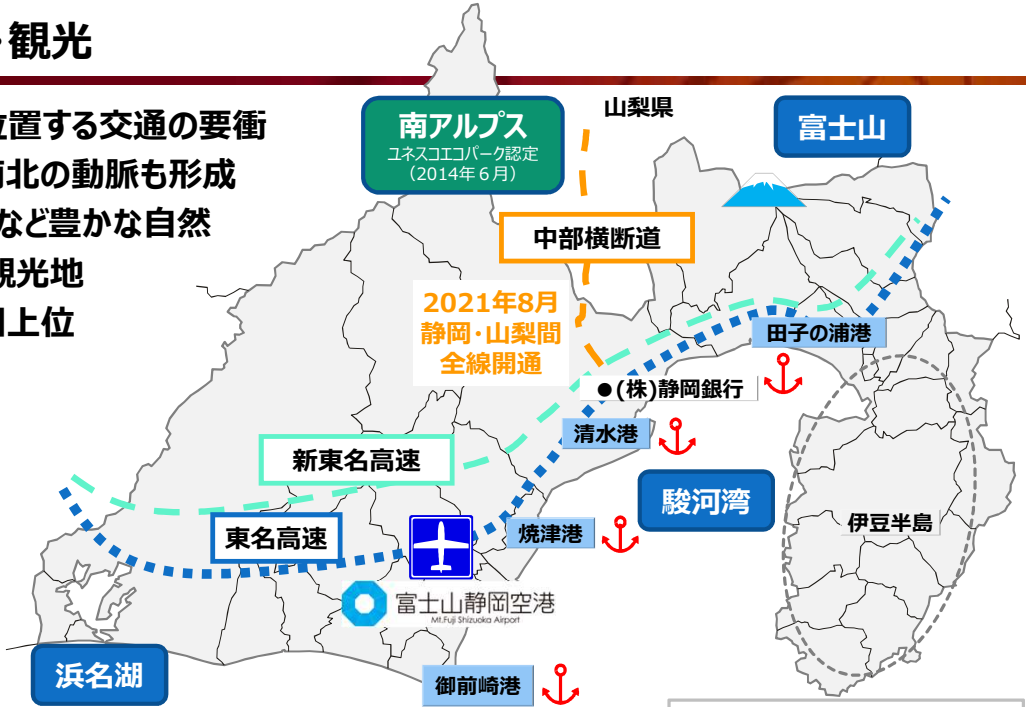 観光
置する交通の要衝
南北の動脈も形成
など豊かな自然
観光地
上位
南アルプス
ユネスコエコパーク認定
（2014年６月）
山梨県
富士山
中部横断道
2021年8月
静岡・山梨間
全線開通
田子の浦港
●(株)静岡銀行
清水港
新東名高速
駿河湾
東名高速
焼津港
伊豆半島
富士山静岡空港
Mt.Fuji Shizuoka Airport
浜名湖
御前崎港